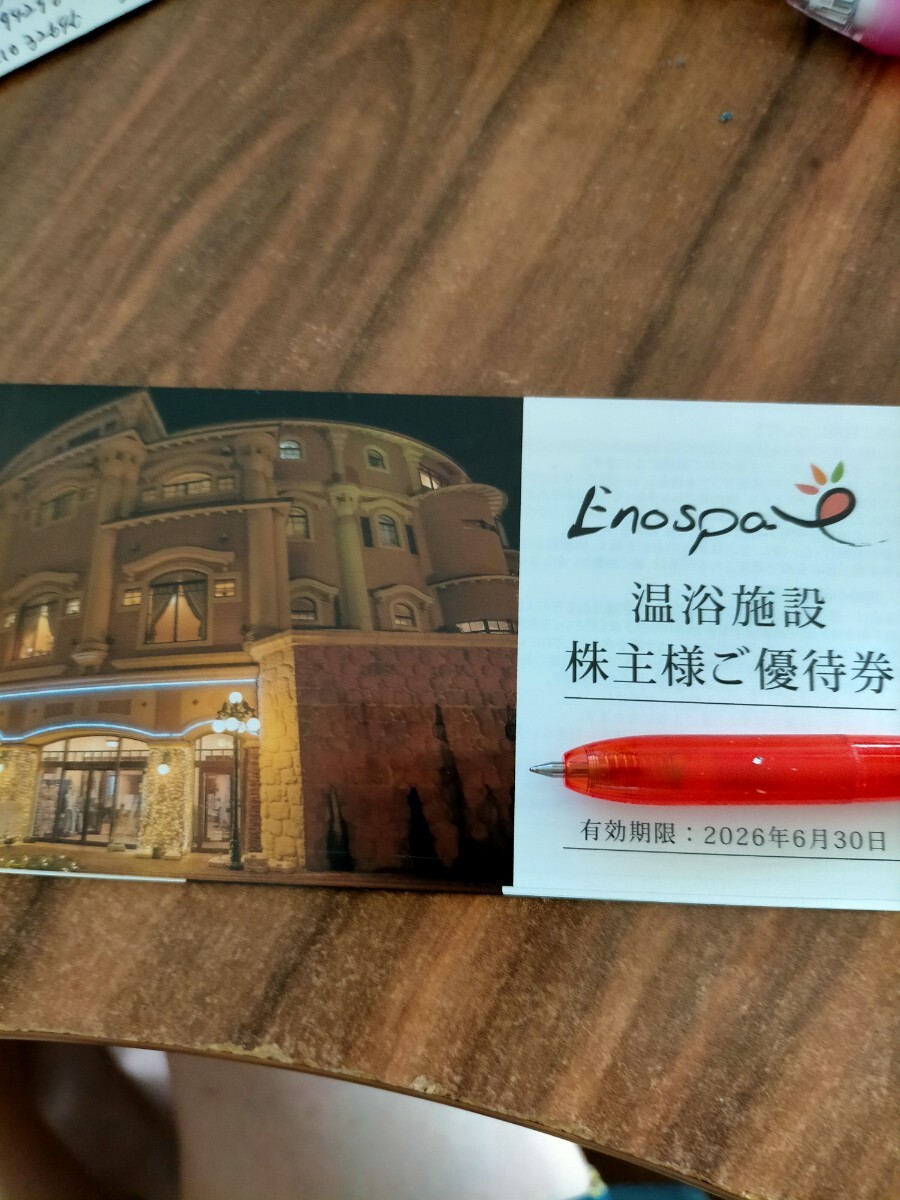 Enospa
温浴施設
株主様ご優待券
有効期限：2026年6月30日